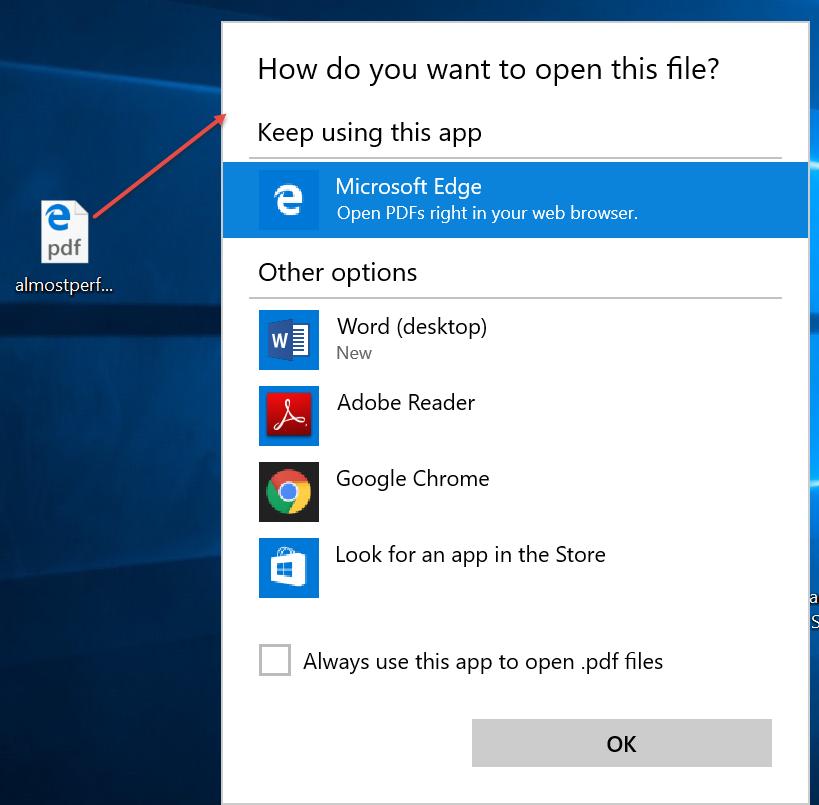 How do you want to open this file?
Keep using this app
Microsoft Edge
Open PDFs right in your web browser.
pdf
almostperf...
Other options
W
Word (desktop)
New
Adobe Reader
Google Chrome
Look for an app in the Store
a
S
Always use this app to open .pdf files
OK